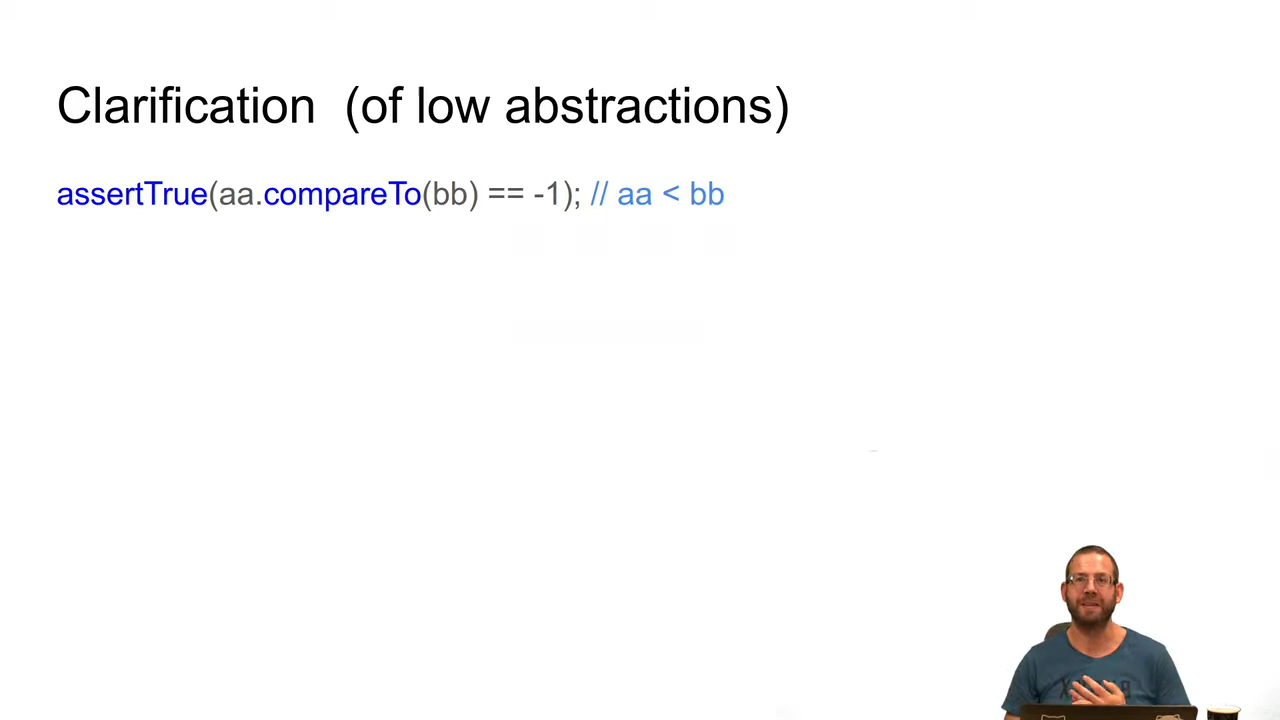 Clarification (of low abstractions)
assertTrue(aa.compareTo(bb) == -1); // aa < bb